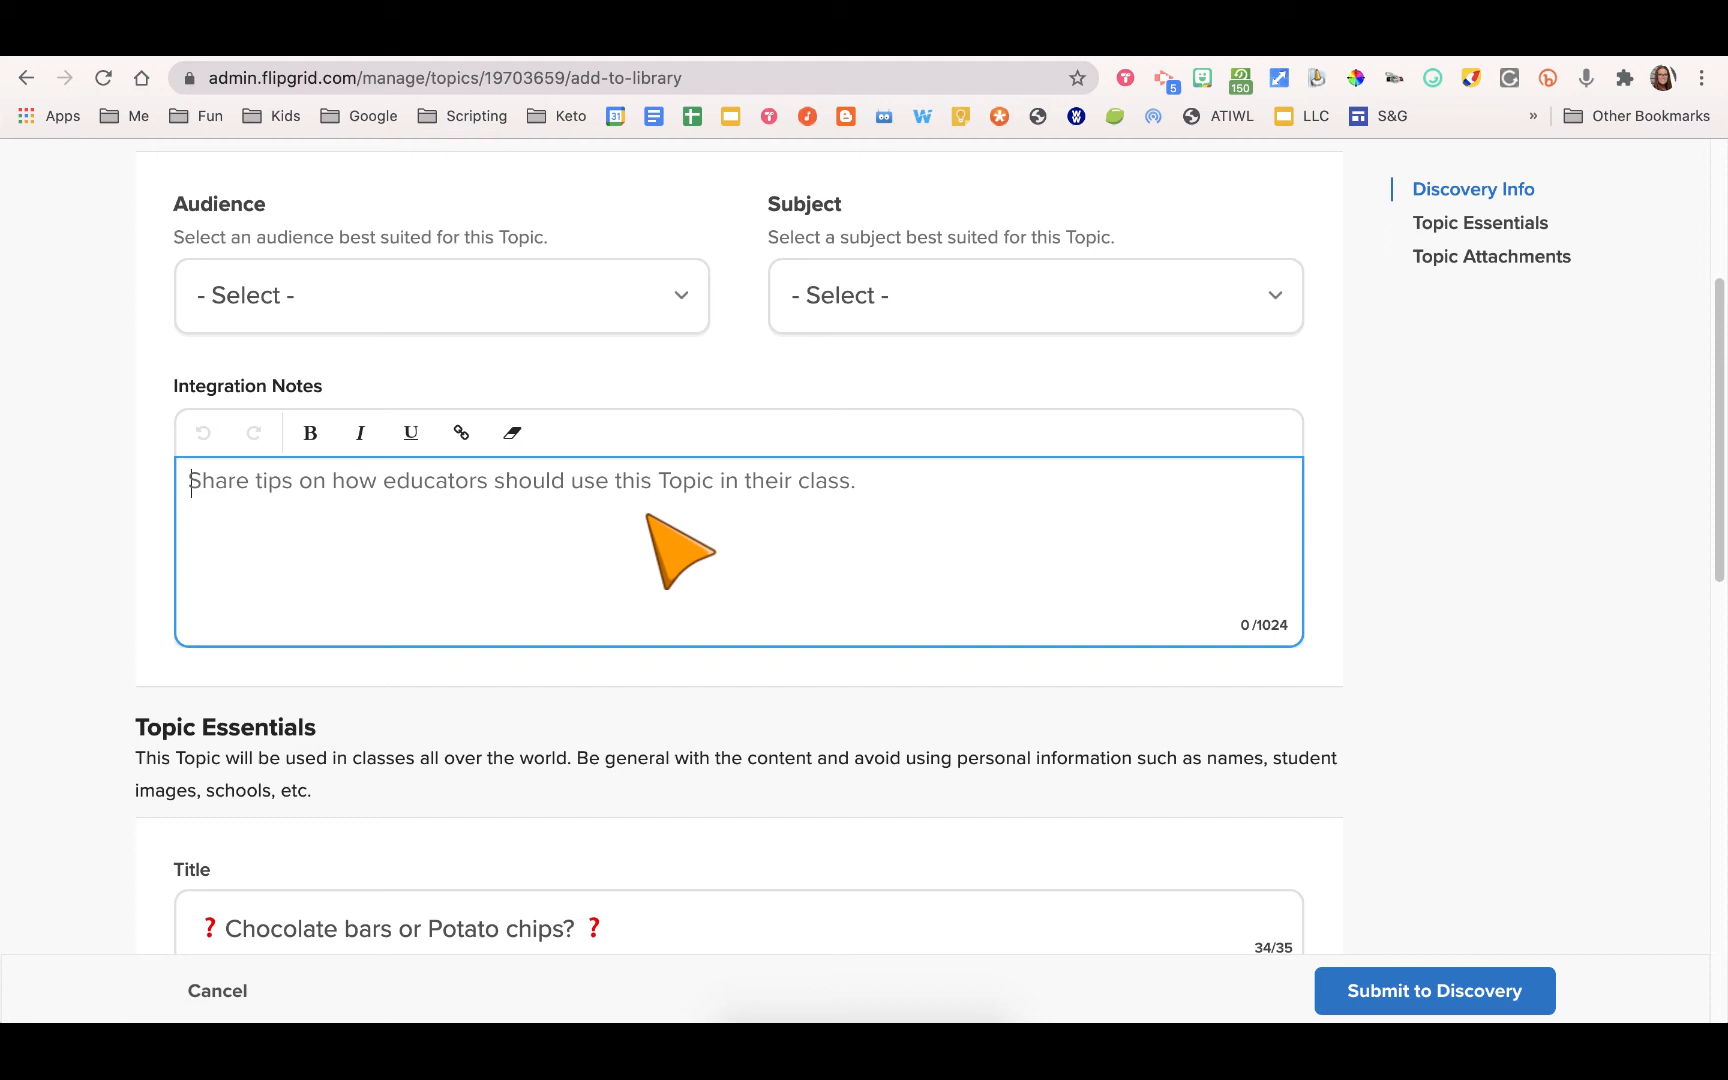 admin.flipgrid.com/manage/topics/19703659/add-to-library
5
150
Apps Me Fun Kids Google Scripting Keto 31 ATIWL LLC S&G » Other Bookmarks
Audience
Select an audience best suited for this Topic.
- Select -
Subject
Select a subject best suited for this Topic.
- Select -
Discovery Info
Topic Essentials
Topic Attachments
Integration Notes
B I U
Share tips on how educators should use this Topic in their class.
0 /1024
Topic Essentials
This Topic will be used in classes all over the world. Be general with the content and avoid using personal information such as names, student
images, schools, etc.
Title
❓ Chocolate bars or Potato chips? ❓
34/35
Cancel
Submit to Discovery